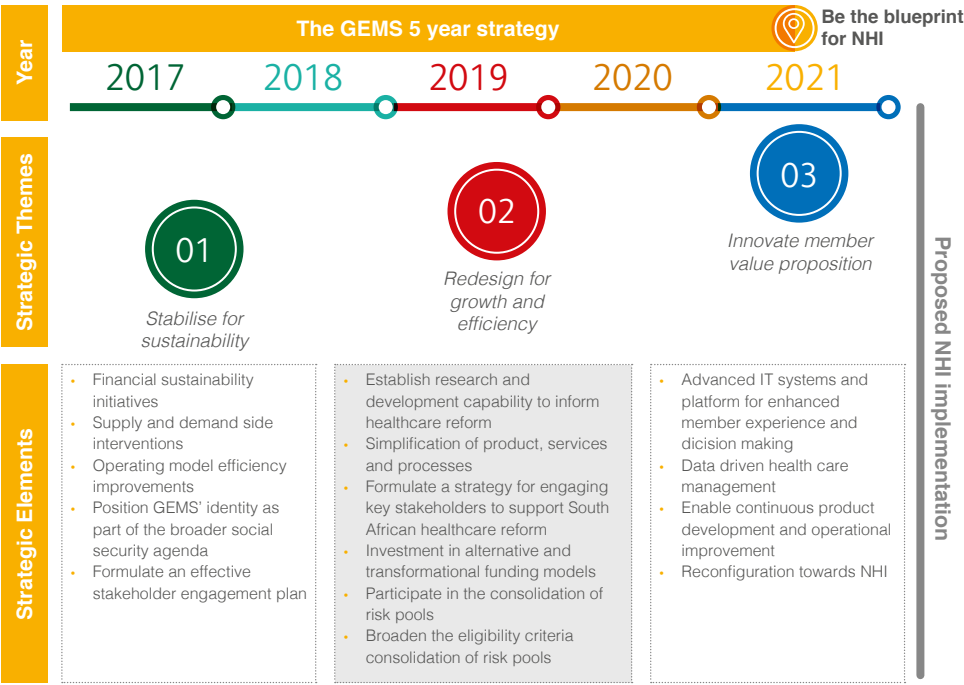 Year
The GEMS 5 year strategy
Be the blueprint
for NHI
2017
2018
2019
2020
2021
Strategic Themes
01
Stabilise for
sustainability
02
Redesign for
growth and
efficiency
03
Innovate member
value proposition
Strategic Elements
• Financial sustainability
initiatives
• Supply and demand side
interventions
• Operating model efficiency
improvements
• Position GEMS' identity as
part of the broader social
security agenda
• Formulate an effective
stakeholder engagement plan
• Establish research and
development capability to inform
healthcare reform
• Simplification of product, services
and processes
• Formulate a strategy for engaging
key stakeholders to support South
African healthcare reform
• Investment in alternative and
transformational funding models
• Participate in the consolidation of
risk pools
• Broaden the eligibility criteria
consolidation of risk pools
• Advanced IT systems and
platform for enhanced
member experience and
dicision making
• Data driven health care
management
• Enable continuous product
development and operational
improvement
• Reconfiguration towards NHI
Proposed NHI implementation